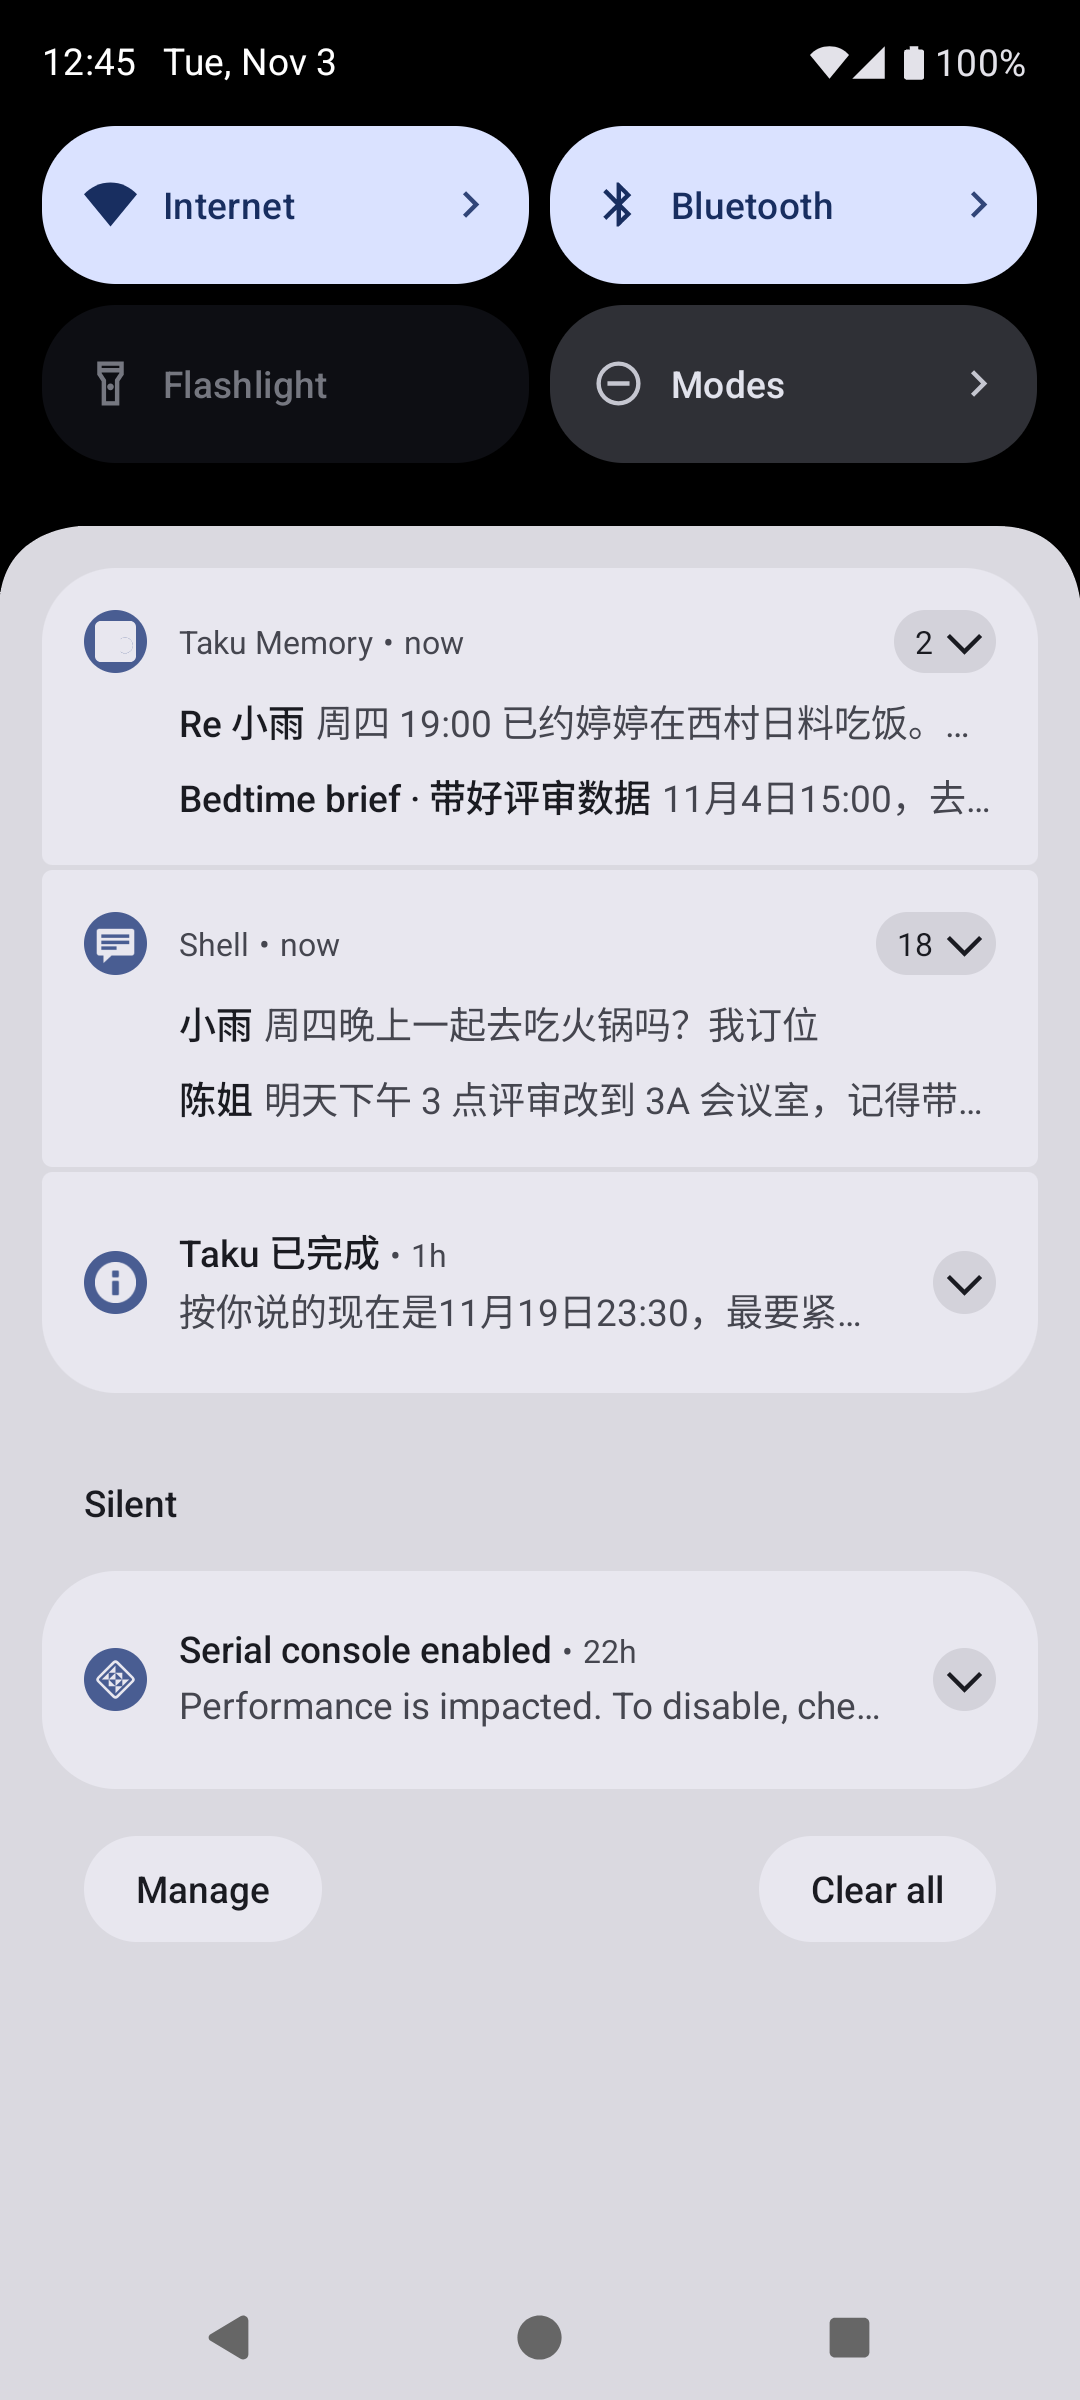 12:45 Tue, Nov 3 100%
Internet
Bluetooth
Flashlight
Modes
Taku Memory • now 2
Re 小雨 周四 19:00 已约婷婷在西村日料吃饭。 ...
Bedtime brief · 带好评审数据 11月4日15:00，去...
Shell • now 18
小雨 周四晚上一起去吃火锅吗？我订位
陈姐 明天下午 3 点评审改到 3A 会议室，记得带...
Taku 已完成 • 1h
按你说的现在是11月19日23:30，最要紧...
Silent
Serial console enabled • 22h
Performance is impacted. To disable, che...
Manage
Clear all